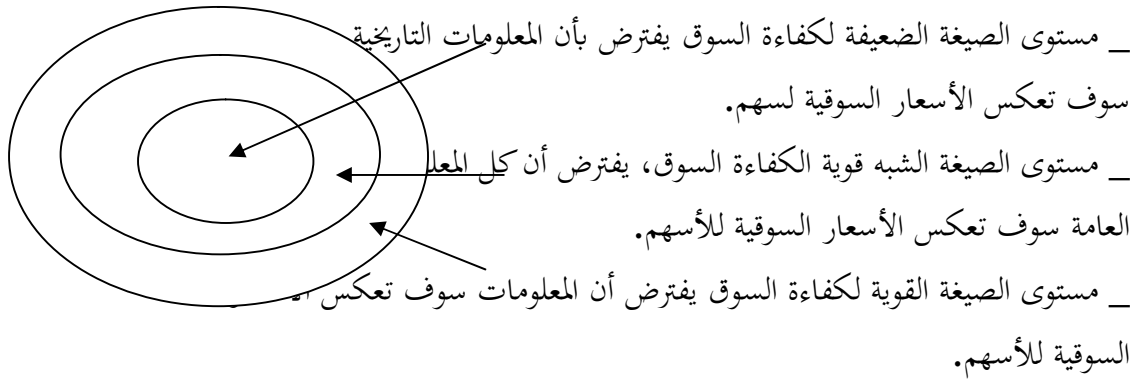 _ مستوى الصيغة الضعيفة لكفاءة السوق يفترض بأن المعلومات التاريخية
سوف تعكس الأسعار السوقية لسهم.
_ مستوى الصيغة الشبه قوية الكفاءة السوق، يفترض أن كل
العامة سوف تعكس الأسعار السوقية للأسهم.
_ مستوى الصيغة القوية لكفاءة السوق يفترض أن المعلومات سوف تعكس
السوقية للأسهم.